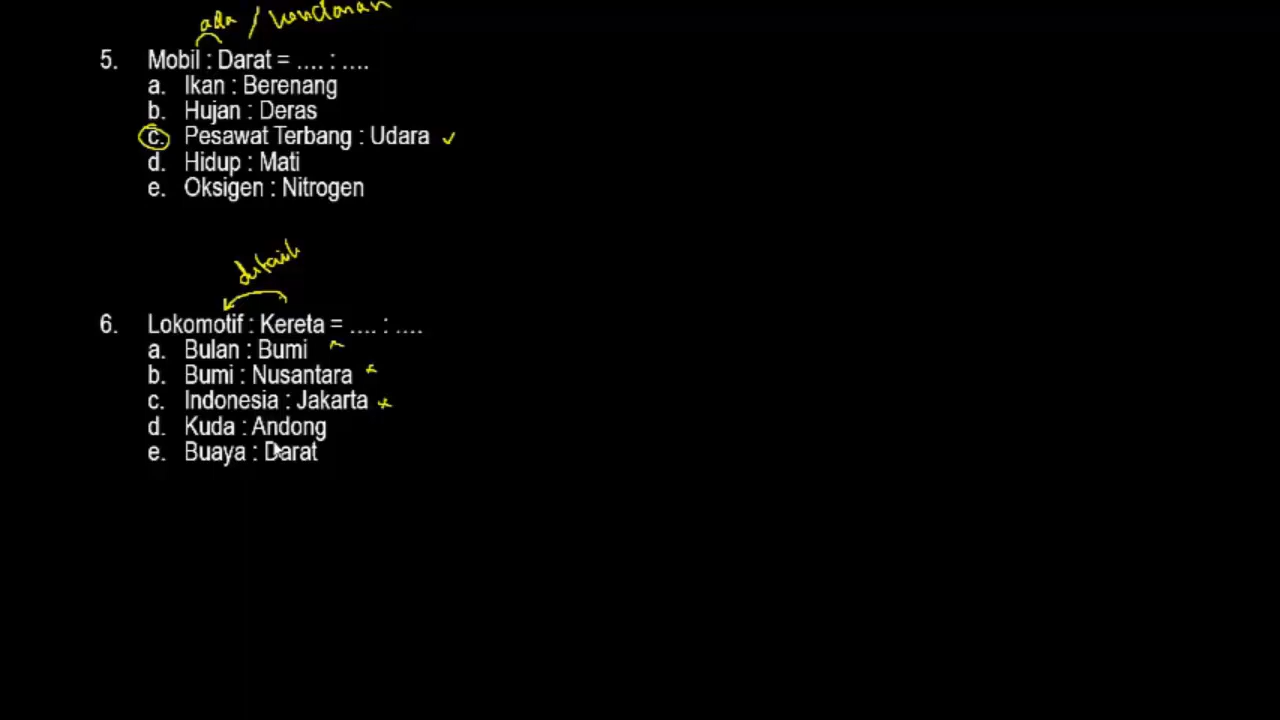 ada / kendaraan
5. Mobil : Darat = .... : ....
a. Ikan : Berenang
b. Hujan : Deras
c. Pesawat Terbang : Udara
d. Hidup : Mati
e. Oksigen : Nitrogen
ditarik
6. Lokomotif : Kereta = .... : ....
a. Bulan : Bumi
b. Bumi : Nusantara
c. Indonesia : Jakarta
d. Kuda : Andong
e. Buaya : Darat